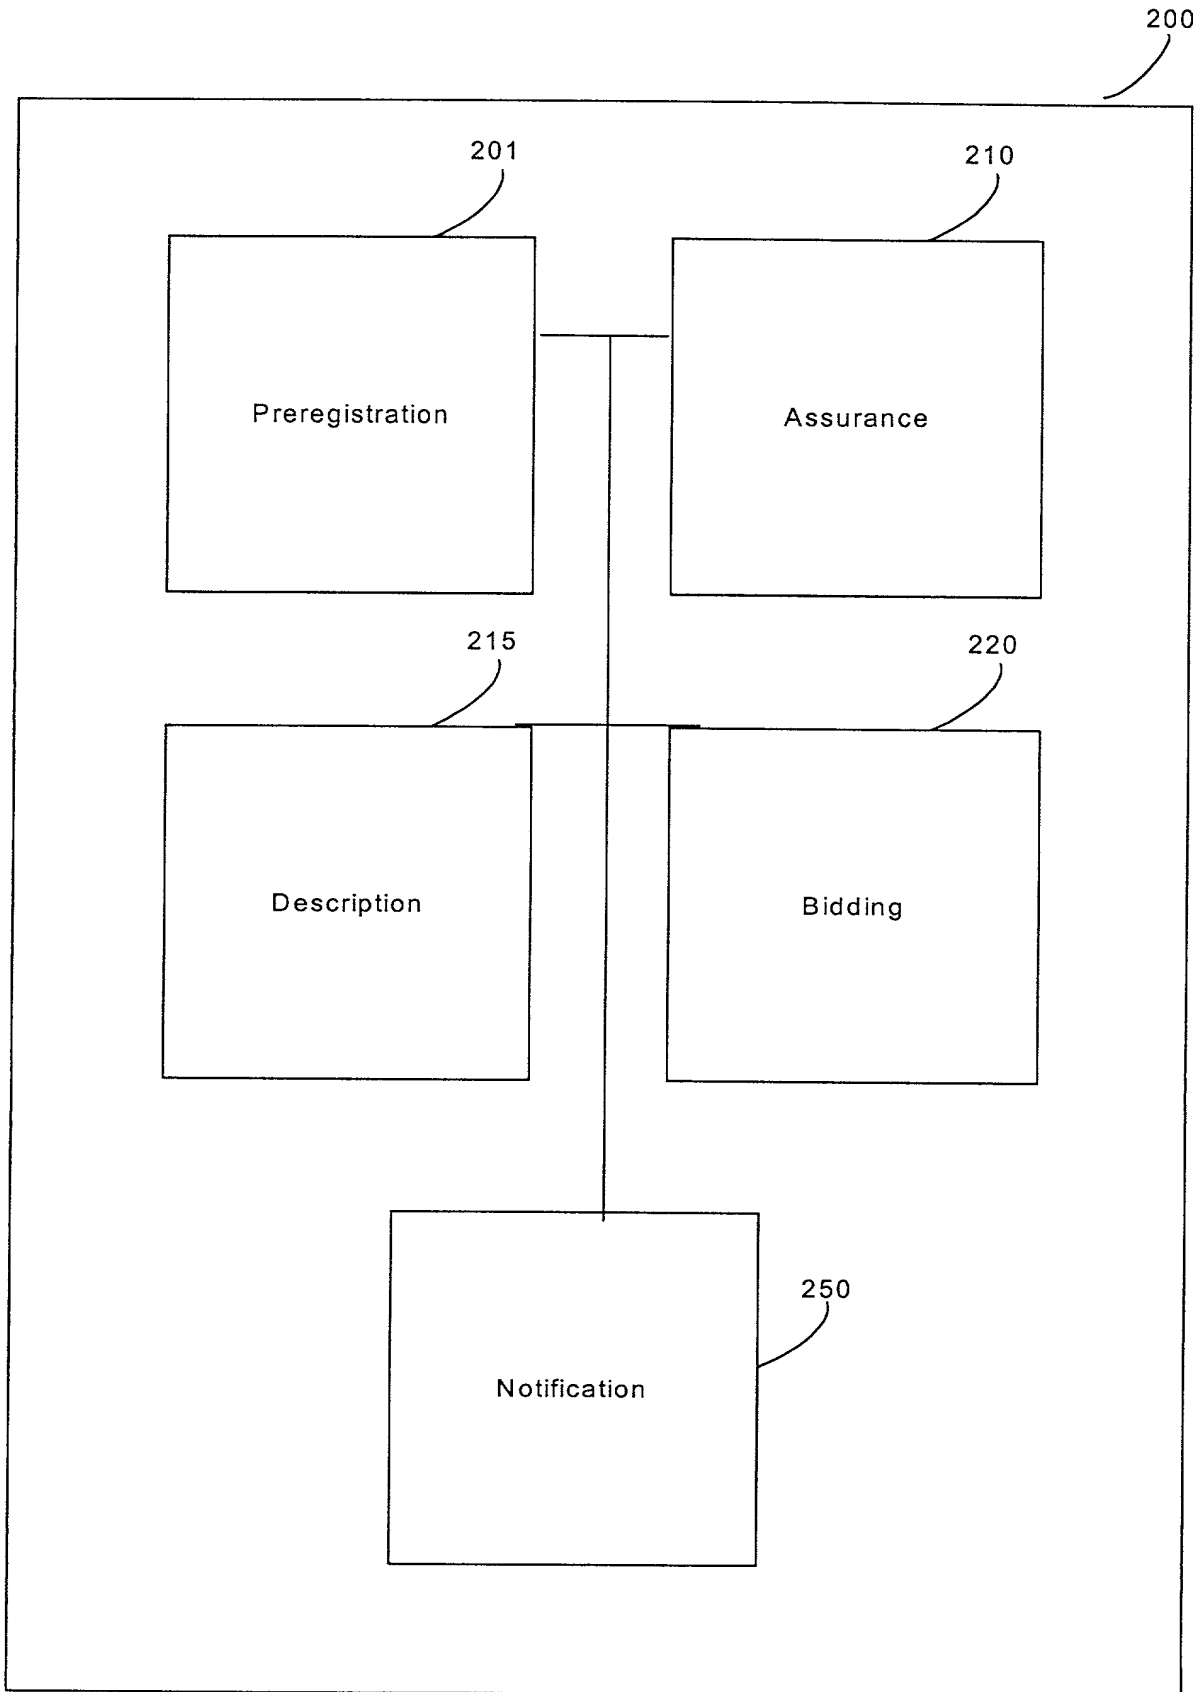 200
201
210
Preregistration
Assurance
215
220
Description
Bidding
250
Notification